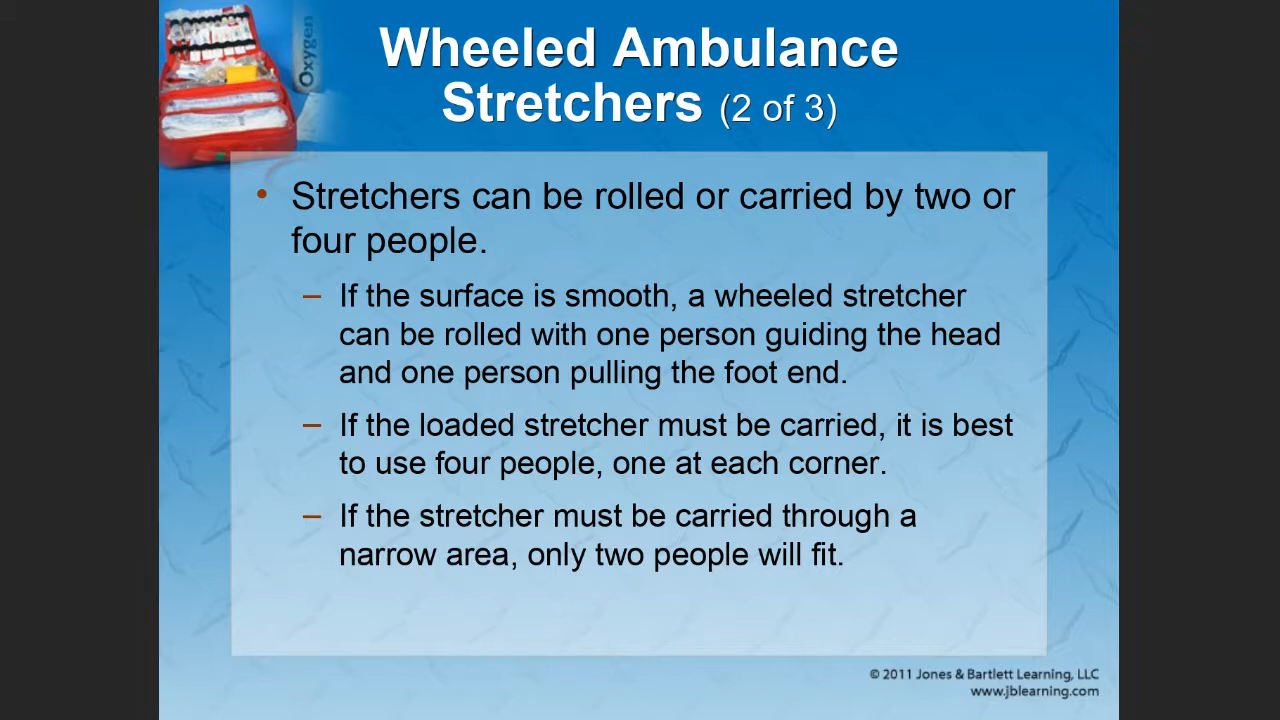 Oxygen
Wheeled Ambulance
Stretchers (2 of 3)
• Stretchers can be rolled or carried by two or
four people.
– If the surface is smooth, a wheeled stretcher
can be rolled with one person guiding the head
and one person pulling the foot end.
– If the loaded stretcher must be carried, it is best
to use four people, one at each corner.
– If the stretcher must be carried through a
narrow area, only two people will fit.
© 2011 Jones & Bartlett Learning, LLC
www.jblearning.com